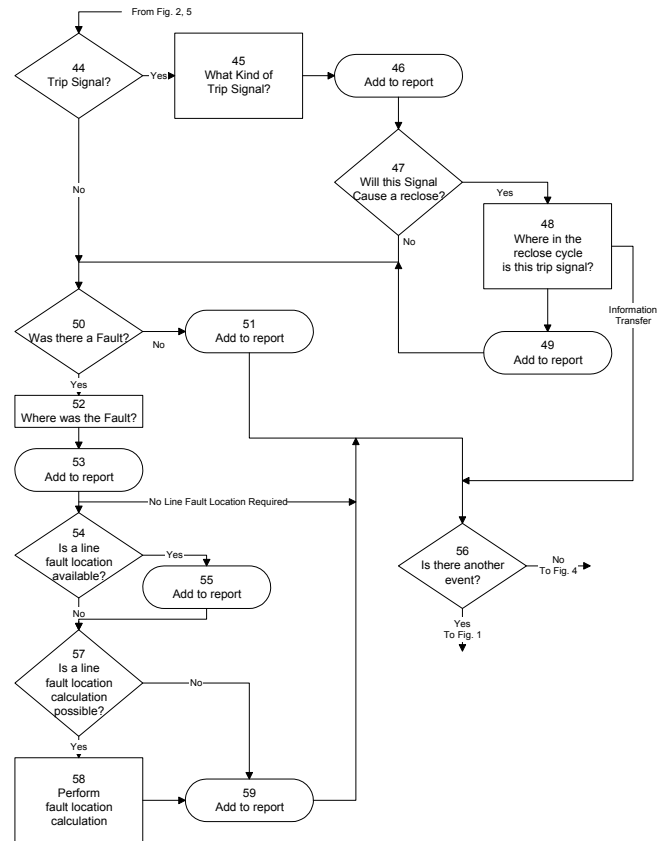 From Fig. 2, 5
44
Trip Signal?
Yes
45
What Kind of
Trip Signal?
46
Add to report
47
Will this Signal
Cause a reclose?
Yes
No
No
48
Where in the
reclose cycle
is this trip signal?
Information
Transfer
49
Add to report
50
Was there a Fault?
No
Yes
51
Add to report
52
Where was the Fault?
53
Add to report
No Line Fault Location Required
54
Is a line
fault location
available?
Yes
No
55
Add to report
56
Is there another
event?
No
To Fig. 4
Yes
To Fig. 1
57
Is a line
fault location
calculation
possible?
No
Yes
58
Perform
fault location
calculation
59
Add to report